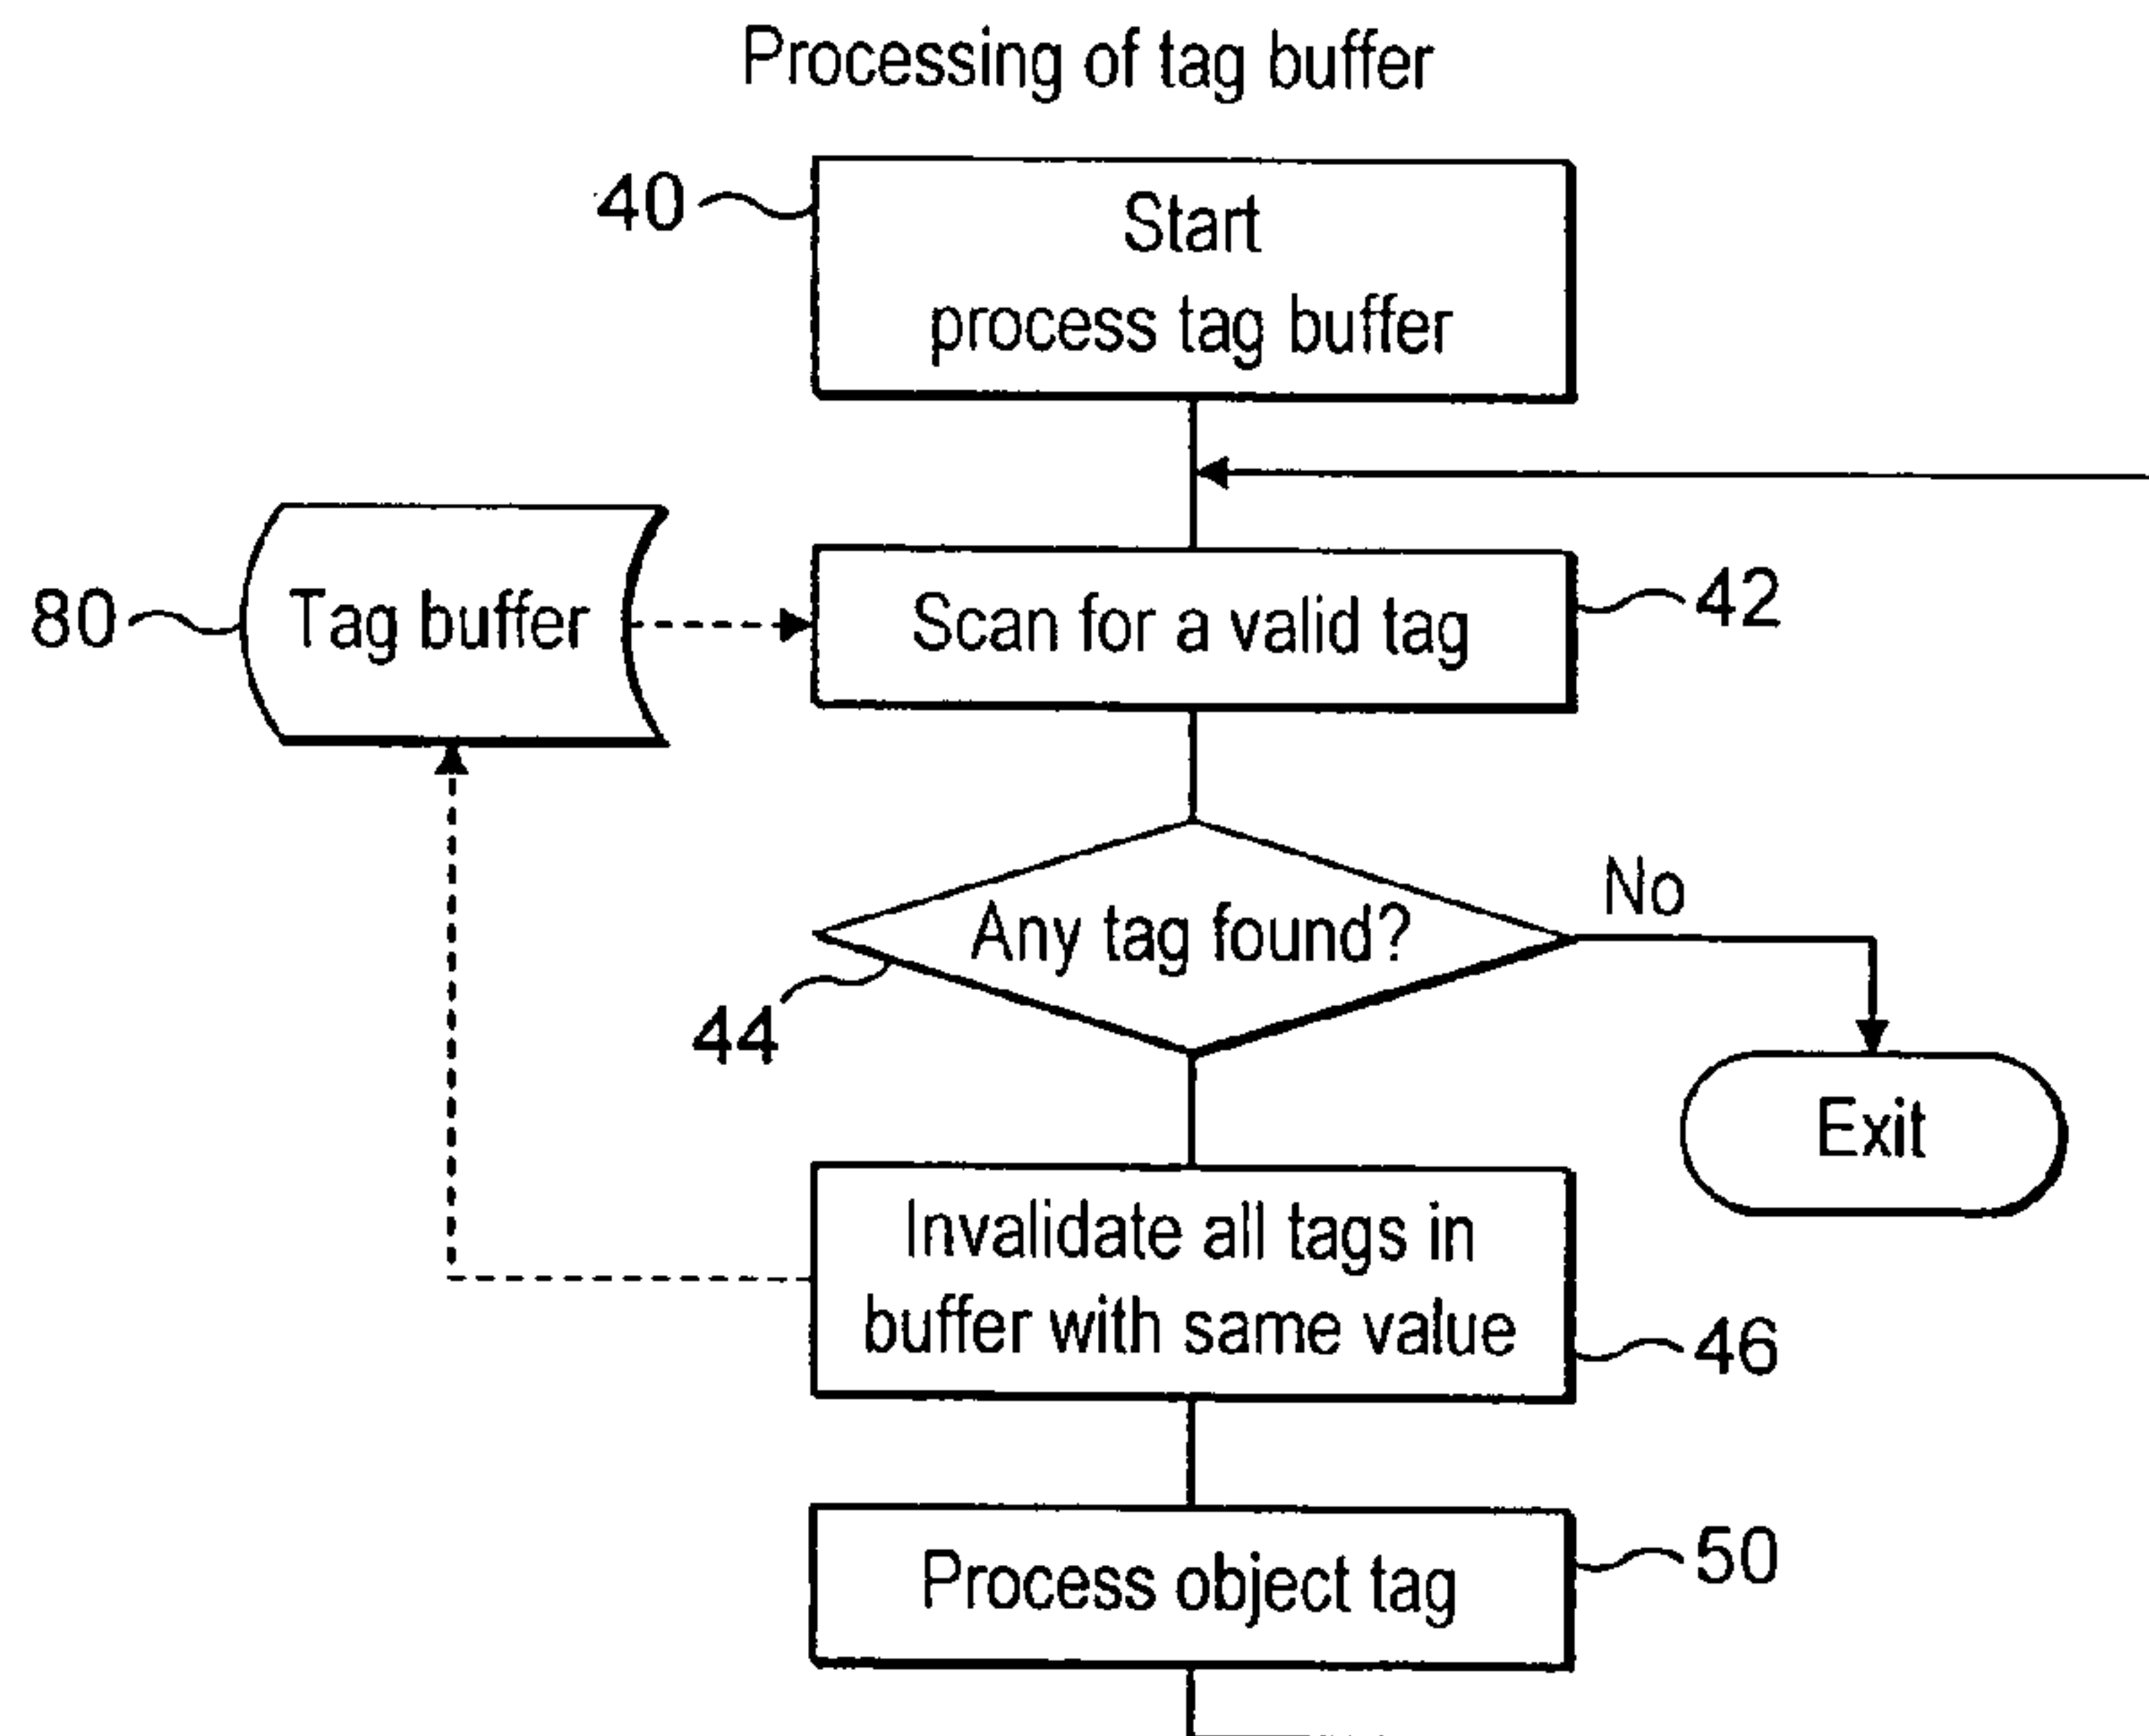 Processing of tag buffer
40
Start
process tag buffer
80
Tag buffer
Scan for a valid tag
42
Any tag found?
No
44
Exit
Invalidate all tags in
buffer with same value
46
Process object tag
50